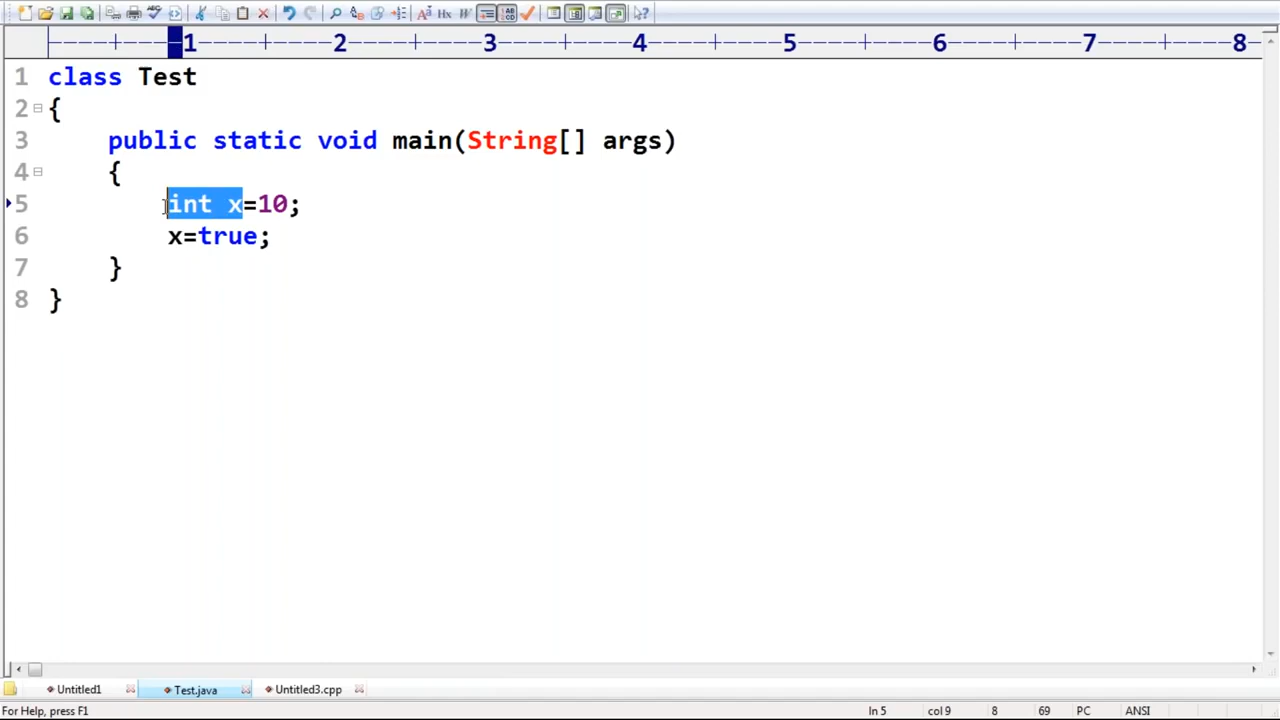 1 2 3 4 5 6 7 8
1 class Test
2 {
3 public static void main(String[] args)
4 {
5 int x=10;
6 x=true;
7 }
8 }
Untitled1 Test.java Untitled3.cpp
For Help, press F1 ln 5 col 9 8 69 PC ANSI